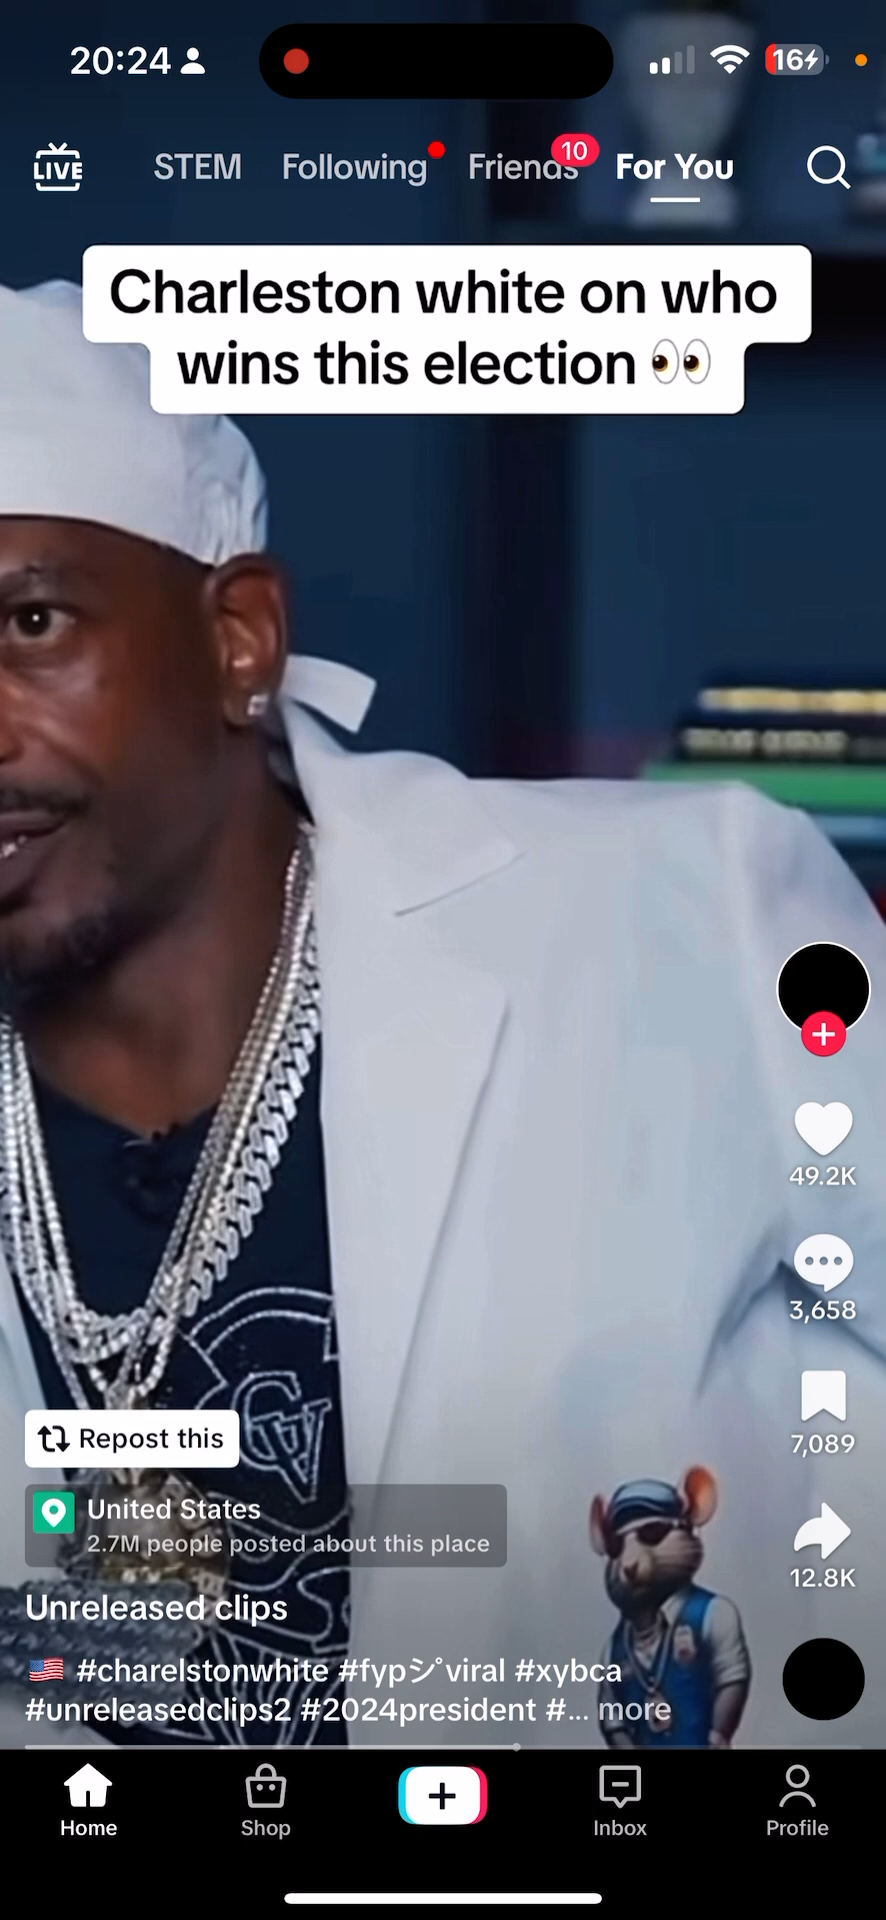 20:24
16
LIVE
STEM
Following
Friends
10
For You
Charleston white on who
wins this election 👀
49.2K
3,658
7,089
12.8K
Repost this
United States
2.7M people posted about this place
Unreleased clips
🇺🇸 #charelstonwhite #fypシ゚viral #xybca
#unreleasedclips2 #2024president #... more
Home
Shop
Inbox
Profile